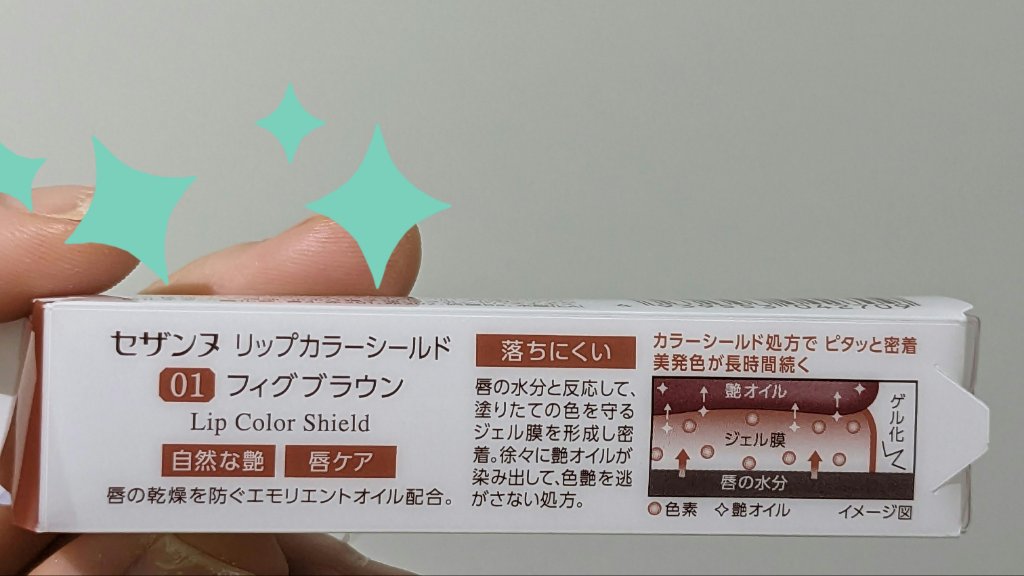 セザンヌ リップカラーシールド
01 フィグブラウン
Lip Color Shield
自然な艶 唇ケア
唇の乾燥を防ぐエモリエントオイル配合。
落ちにくい
唇の水分と反応して、
塗りたての色を守る
ジェル膜を形成し密
着。徐々に艶オイルが
染み出して、色艶を逃
がさない処方。
カラーシールド処方で ピタッと密着
美発色が長時間続く
艶オイル
ゲル化
ジェル膜
唇の水分
色素 艶オイル イメージ図